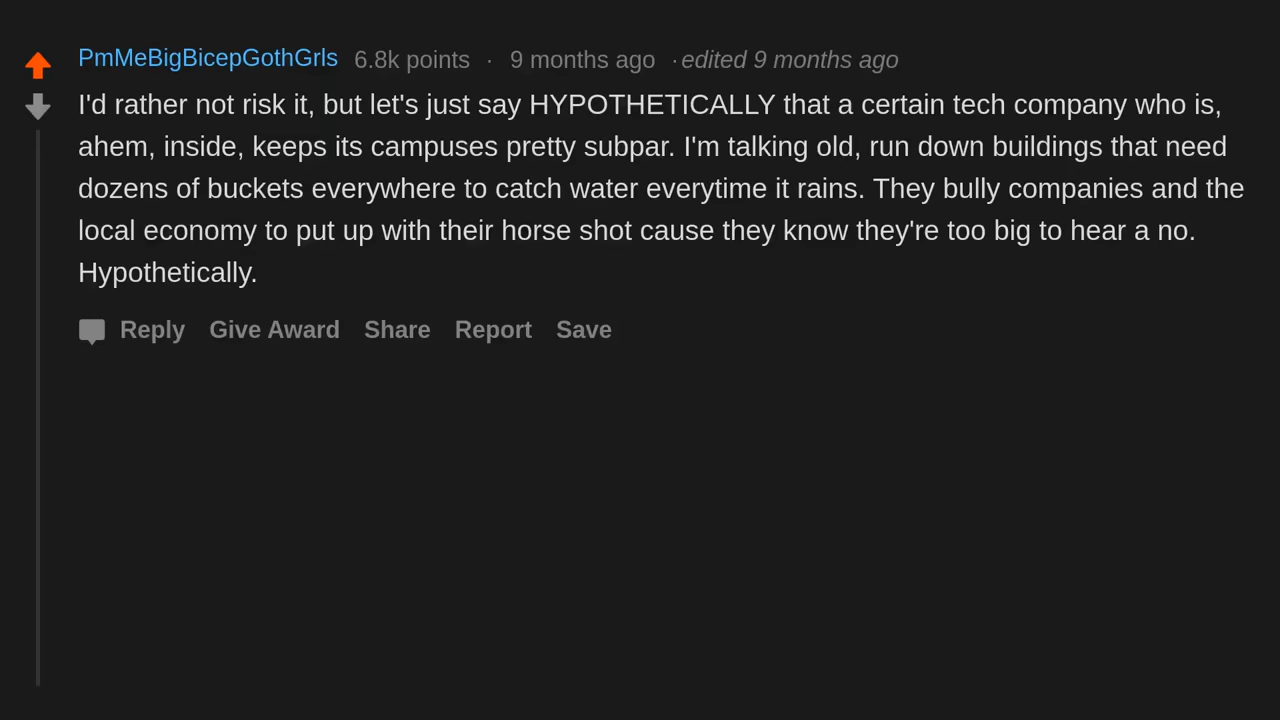 PmMeBigBicepGothGrls 6.8k points · 9 months ago · edited 9 months ago
I'd rather not risk it, but let's just say HYPOTHETICALLY that a certain tech company who is,
ahem, inside, keeps its campuses pretty subpar. I'm talking old, run down buildings that need
dozens of buckets everywhere to catch water everytime it rains. They bully companies and the
local economy to put up with their horse shot cause they know they're too big to hear a no.
Hypothetically.
Reply Give Award Share Report Save